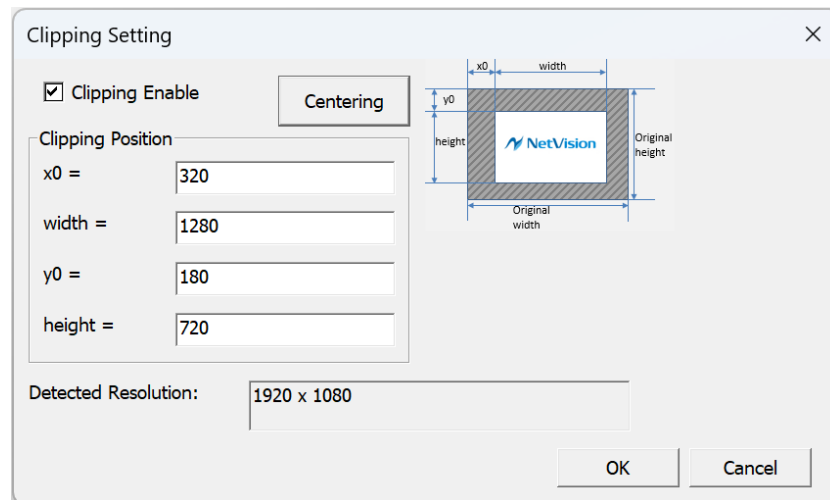 Clipping Setting
Clipping Enable
Centering
Clipping Position
x0 =
320
width =
1280
y0 =
180
height =
720
Detected Resolution:
1920 x 1080
x0
width
y0
height
NetVision
Original
height
Original
width
OK
Cancel